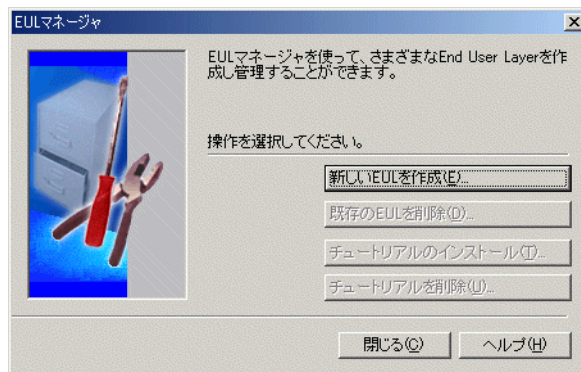 EULマネージャ
EULマネージャを使って、さまざまなEnd User Layerを作
成し管理することができます。
操作を選択してください。
新しいEULを作成(E)...
既存のEULを削除(D)...
チュートリアルのインストール(T)...
チュートリアルを削除(U)...
閉じる(C)
ヘルプ(H)